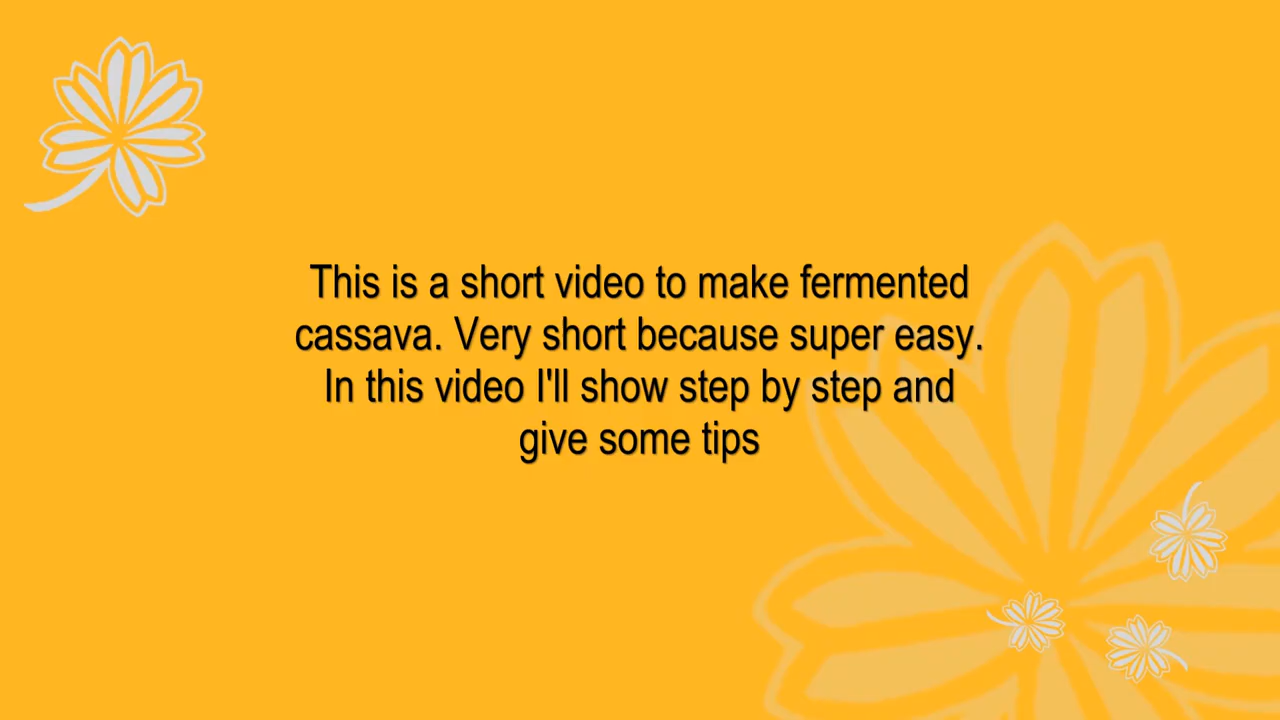 This is a short video to make fermented
cassava. Very short because super easy.
In this video I'll show step by step and
give some tips